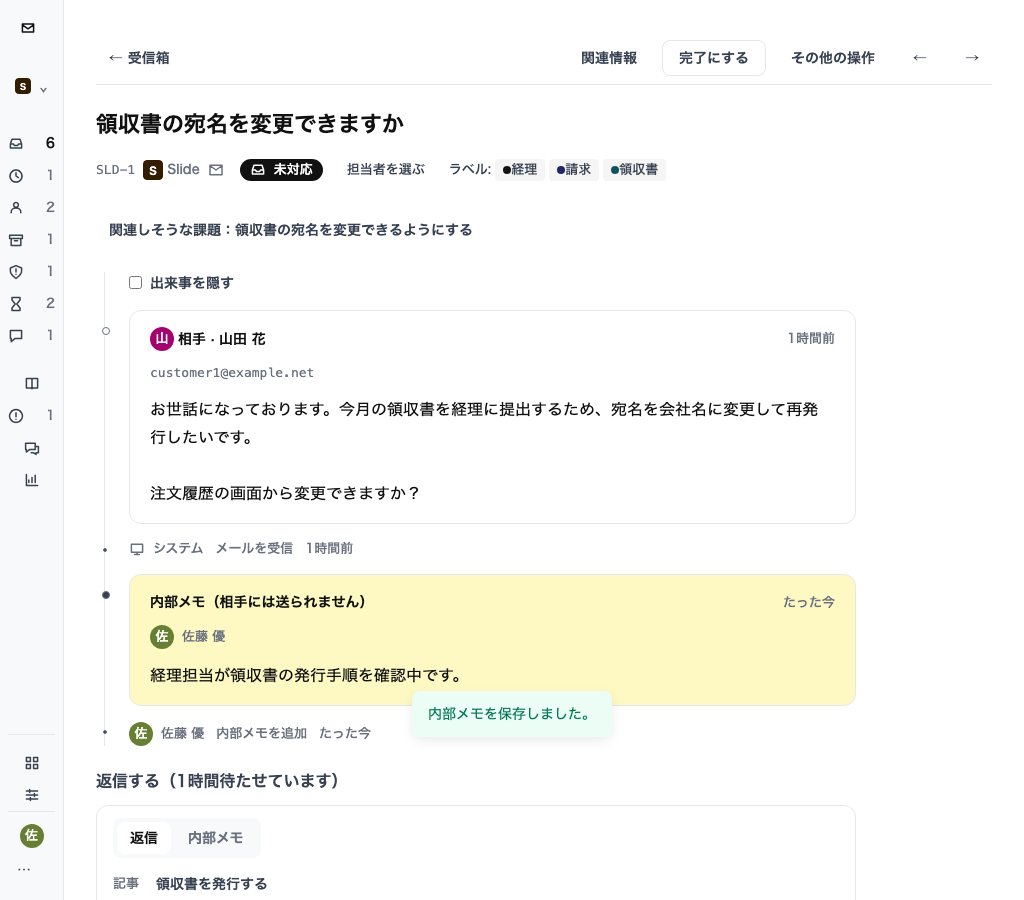 ← 受信箱
関連情報
完了にする
その他の操作
←
→
S
領収書の宛名を変更できますか
6
SLD-1 S Slide 未対応 担当者を選ぶ ラベル: 経理 請求 領収書
1
2
関連しそうな課題：領収書の宛名を変更できるようにする
1
1
出来事を隠す
2
山 相手 · 山田 花 1時間前
1
customer1@example.net
お世話になっております。今月の領収書を経理に提出するため、宛名を会社名に変更して再発
行したいです。
1
注文履歴の画面から変更できますか？
システム メールを受信 1時間前
内部メモ（相手には送られません） たった今
佐 佐藤 優
経理担当が領収書の発行手順を確認中です。
内部メモを保存しました。
佐 佐藤 優 内部メモを追加 たった今
返信する（1時間待たせています）
佐
返信 内部メモ
…
記事 領収書を発行する